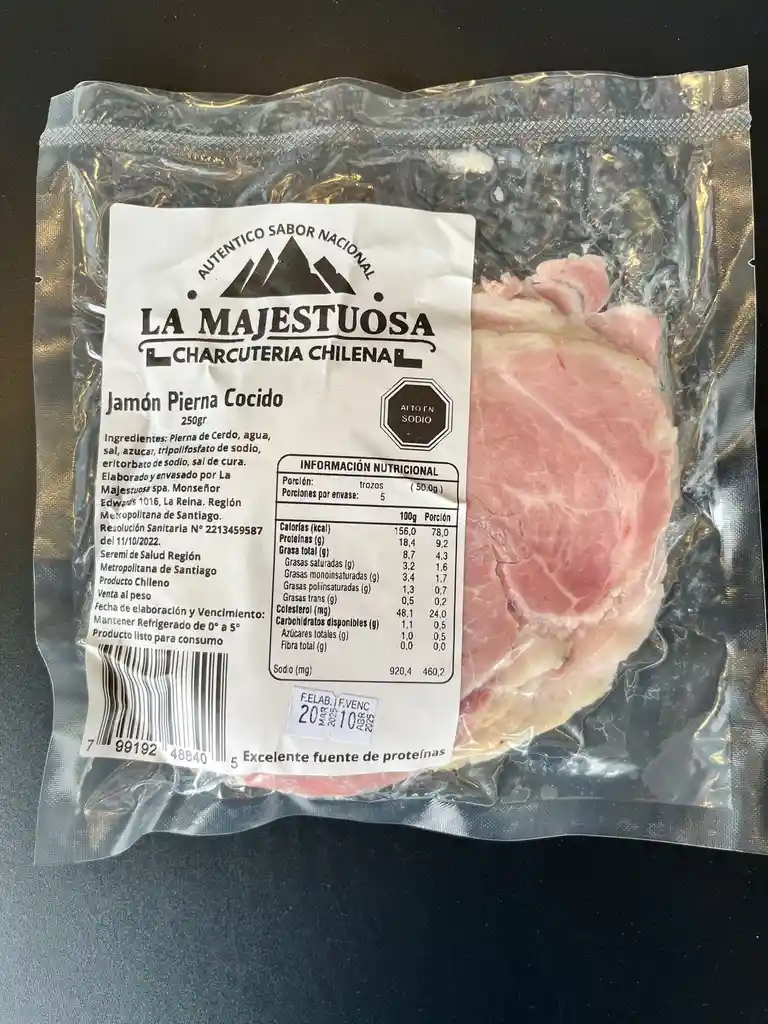 AUTENTICO SABOR NACIONAL
LA MAJESTUOSA
CHARCUTERIA CHILENA
Jamón Pierna Cocido
250gr
ALTO EN
SODIO
Ingredientes: Pierna de Cerdo, agua,
sal, azucar, tripolifosfato de sodio,
eritorbato de sodio, sal de cura.
Elaborado y envasado por La
Majestuosa spa. Monseñor
Edwards 1016, La Reina. Región
Metropolitana de Santiago.
Resolución Sanitaria N° 2213459587
del 11/10/2022.
Seremi de Salud Región
Metropolitana de Santiago
Producto Chileno
Venta al peso
Fecha de elaboración y Vencimiento:
Mantener Refrigerado de 0° a 5°
Producto listo para consumo
INFORMACIÓN NUTRICIONAL
Porción: trozos (50,0g)
Porciones por envase: 5
100g Porción
Calorías (kcal) 156,0 78,0
Proteínas (g) 18,4 9,2
Grasa total (g) 8,7 4,3
Grasas saturadas (g) 3,2 1,6
Grasas monoinsaturadas (g) 3,4 1,7
Grasas poliinsaturadas (g) 1,3 0,7
Grasas trans (g) 0,5 0,2
Colesterol (mg) 48,1 24,0
Carbohidratos disponibles (g) 1,1 0,5
Azúcares totales (g) 1,0 0,5
Fibra total (g) 0,0 0,0
Sodio (mg) 920,4 460,2
F.ELAB. F.VENC
20 MAR 2025 10 ABR 2025
7 99192 48840 5
Excelente fuente de proteínas